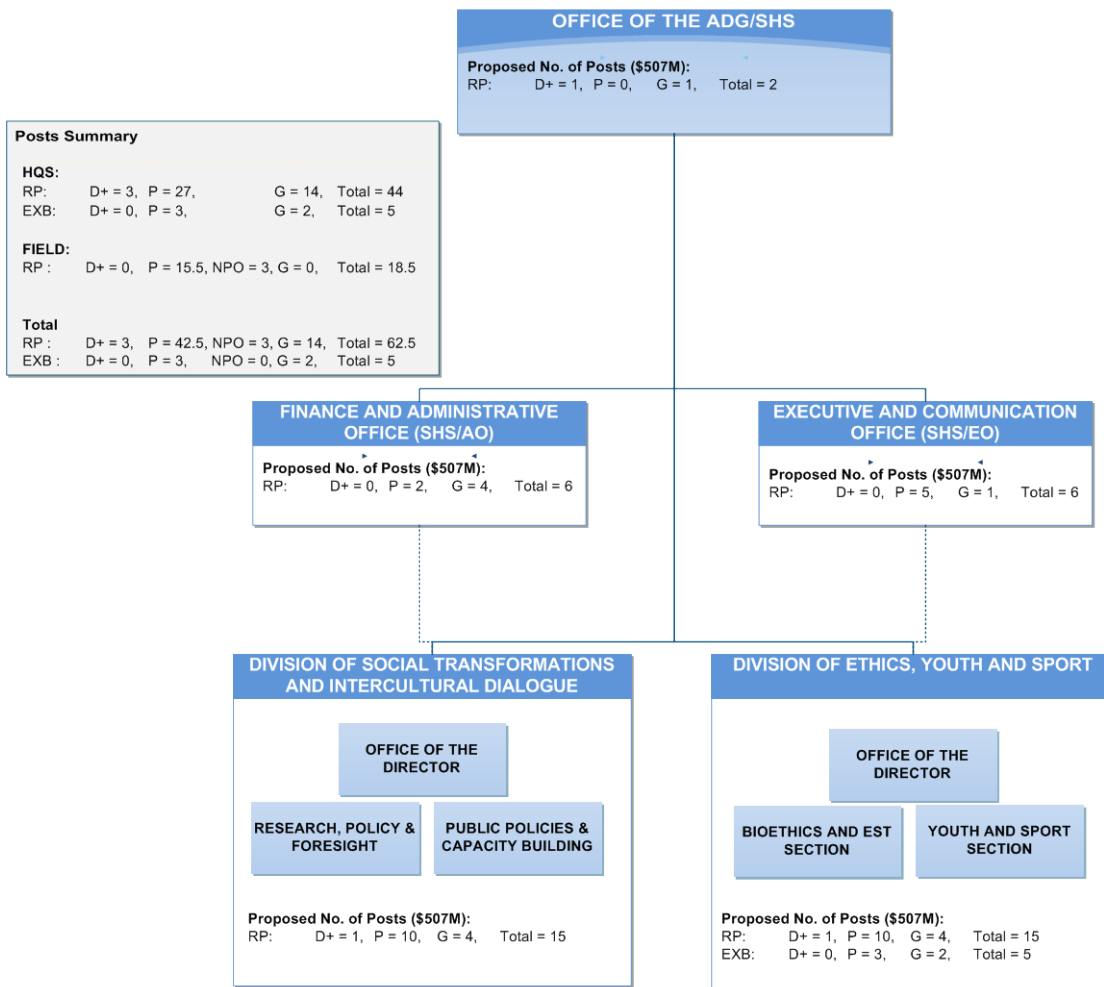 OFFICE OF THE ADG/SHS
Proposed No. of Posts ($507M):
RP: D+ = 1, P = 0, G = 1, Total = 2
Posts Summary
HQS:
RP: D+ = 3, P = 27, G = 14, Total = 44
EXB: D+ = 0, P = 3, G = 2, Total = 5
FIELD:
RP : D+ = 0, P = 15.5, NPO = 3, G = 0, Total = 18.5
Total
RP : D+ = 3, P = 42.5, NPO = 3, G = 14, Total = 62.5
EXB : D+ = 0, P = 3, NPO = 0, G = 2, Total = 5
FINANCE AND ADMINISTRATIVE
OFFICE (SHS/AO)
Proposed No. of Posts ($507M):
RP: D+ = 0, P = 2, G = 4, Total = 6
EXECUTIVE AND COMMUNICATION
OFFICE (SHS/EO)
Proposed No. of Posts ($507M):
RP: D+ = 0, P = 5, G = 1, Total = 6
DIVISION OF SOCIAL TRANSFORMATIONS
AND INTERCULTURAL DIALOGUE
OFFICE OF THE
DIRECTOR
RESEARCH, POLICY &
FORESIGHT
PUBLIC POLICIES &
CAPACITY BUILDING
Proposed No. of Posts ($507M):
RP: D+ = 1, P = 10, G = 4, Total = 15
DIVISION OF ETHICS, YOUTH AND SPORT
OFFICE OF THE
DIRECTOR
BIOETHICS AND EST
SECTION
YOUTH AND SPORT
SECTION
Proposed No. of Posts ($507M):
RP: D+ = 1, P = 10, G = 4, Total = 15
EXB: D+ = 0, P = 3, G = 2, Total = 5